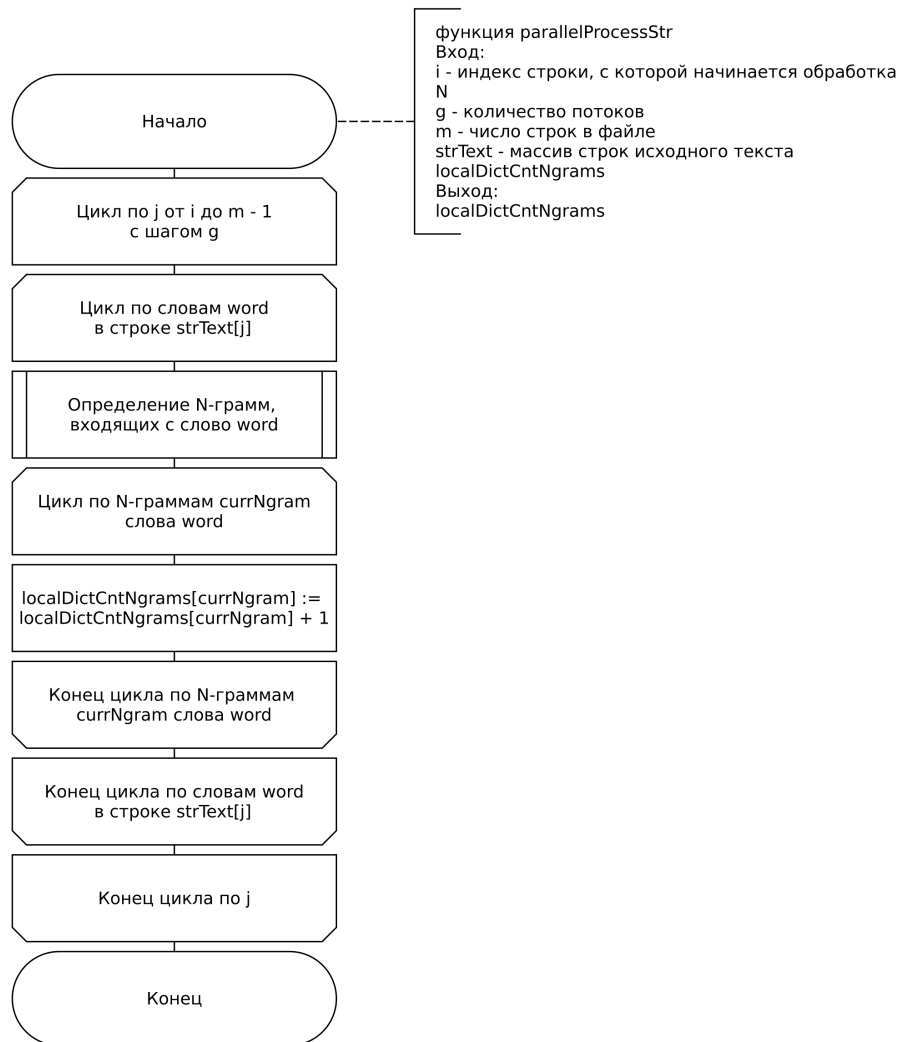 функция parallelProcessStr
Вход:
i - индекс строки, с которой начинается обработка
N
g - количество потоков
m - число строк в файле
strText - массив строк исходного текста
localDictCntNgrams
Выход:
localDictCntNgrams
Начало
Цикл по j от i до m - 1
с шагом g
Цикл по словам word
в строке strText[j]
Определение N-грамм,
входящих с слово word
Цикл по N-граммам currNgram
слова word
localDictCntNgrams[currNgram] :=
localDictCntNgrams[currNgram] + 1
Конец цикла по N-граммам
currNgram слова word
Конец цикла по словам word
в строке strText[j]
Конец цикла по j
Конец